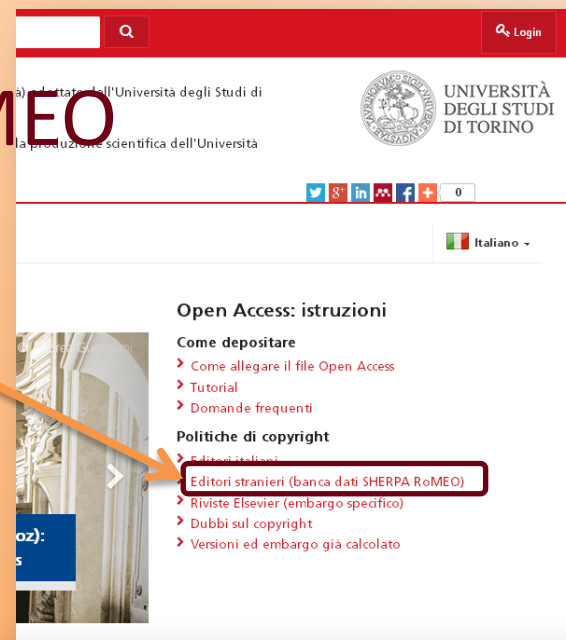 Login
à) adottato dall'Università degli Studi di
MEO
la produzione scientifica dell'Università
UNIVERSITÀ
DEGLI STUDI
DI TORINO
0
Italiano
Open Access: istruzioni
Come depositare
Come allegare il file Open Access
Tutorial
Domande frequenti
Politiche di copyright
Editori italiani
Editori stranieri (banca dati SHERPA RoMEO)
Riviste Elsevier (embargo specifico)
Dubbi sul copyright
Versioni ed embargo già calcolato
oz):
s